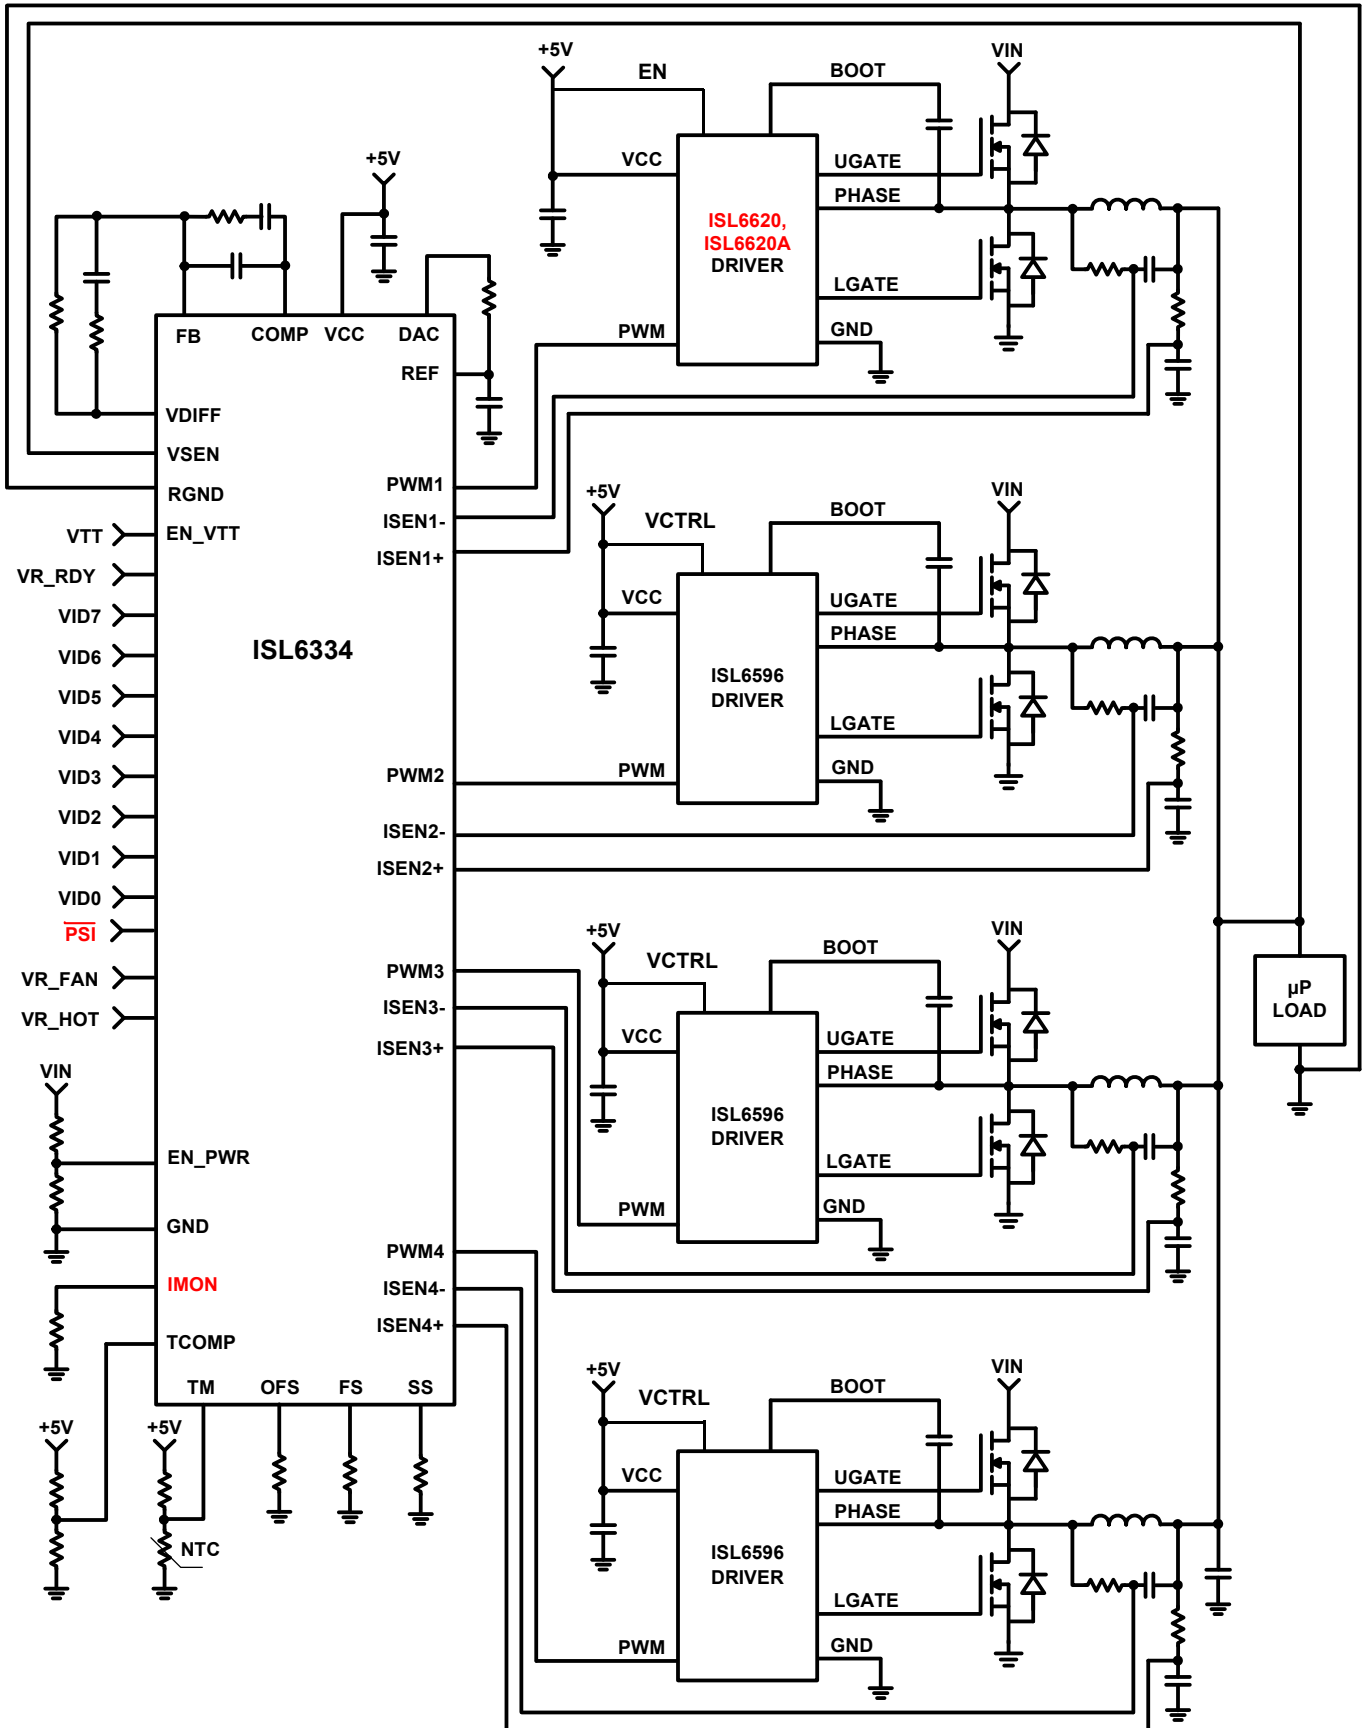 +5V
EN
BOOT
VIN
VCC
UGATE
PHASE
ISL6620,
ISL6620A
DRIVER
LGATE
PWM
GND
+5V
FB
COMP
VCC
DAC
REF
VDIFF
VSEN
RGND
EN_VTT
VTT
VR_RDY
VID7
VID6
VID5
VID4
VID3
VID2
VID1
VID0
PSI
VR_FAN
VR_HOT
VIN
EN_PWR
GND
IMON
TCOMP
TM
OFS
FS
SS
+5V
+5V
NTC
ISL6334
PWM1
ISEN1-
ISEN1+
PWM2
ISEN2-
ISEN2+
PWM3
ISEN3-
ISEN3+
PWM4
ISEN4-
ISEN4+
+5V
VCTRL
BOOT
VIN
VCC
UGATE
PHASE
ISL6596
DRIVER
LGATE
PWM
GND
+5V
VCTRL
BOOT
VIN
VCC
UGATE
PHASE
ISL6596
DRIVER
LGATE
PWM
GND
µP
LOAD
+5V
VCTRL
BOOT
VIN
VCC
UGATE
PHASE
ISL6596
DRIVER
LGATE
PWM
GND